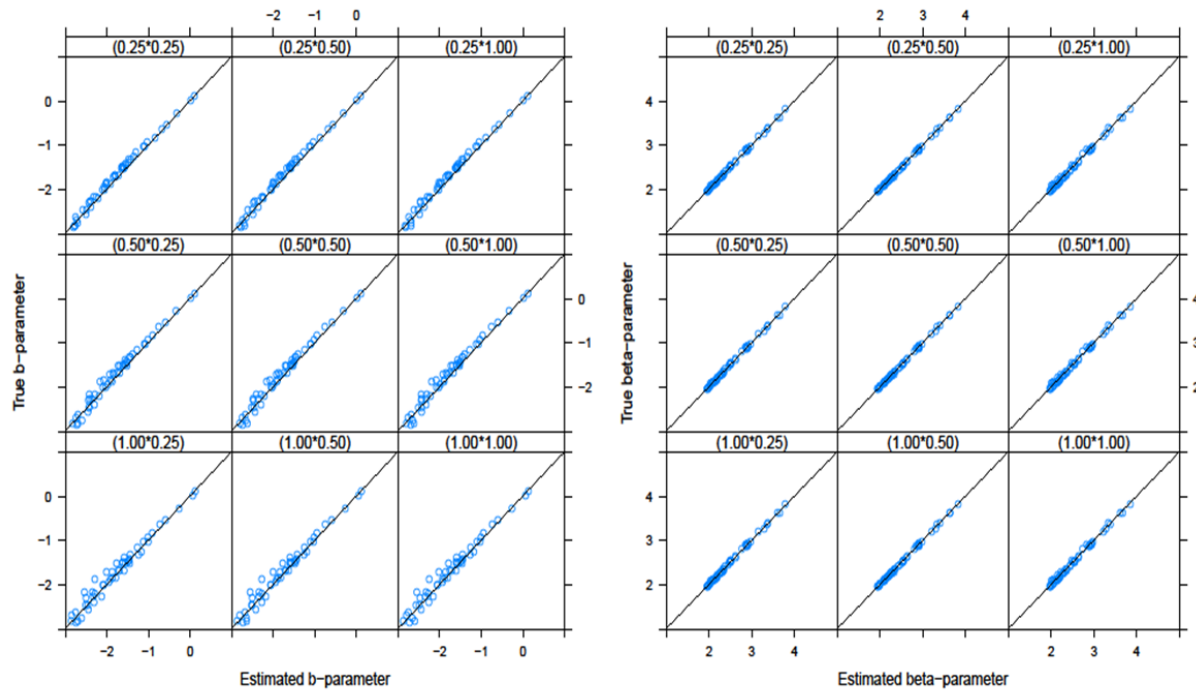 −2 −1 0
2 3 4
(0.25*0.25) (0.25*0.50) (0.25*1.00)
(0.25*0.25) (0.25*0.50) (0.25*1.00)
0
−1
−2
4
3
2
(0.50*0.25) (0.50*0.50) (0.50*1.00)
(0.50*0.25) (0.50*0.50) (0.50*1.00)
0
−1
−2
4
3
2
True b−parameter
True beta−parameter
(1.00*0.25) (1.00*0.50) (1.00*1.00)
(1.00*0.25) (1.00*0.50) (1.00*1.00)
0
−1
−2
4
3
2
−2 −1 0
−2 −1 0
2 3 4
2 3 4
Estimated b−parameter
Estimated beta−parameter